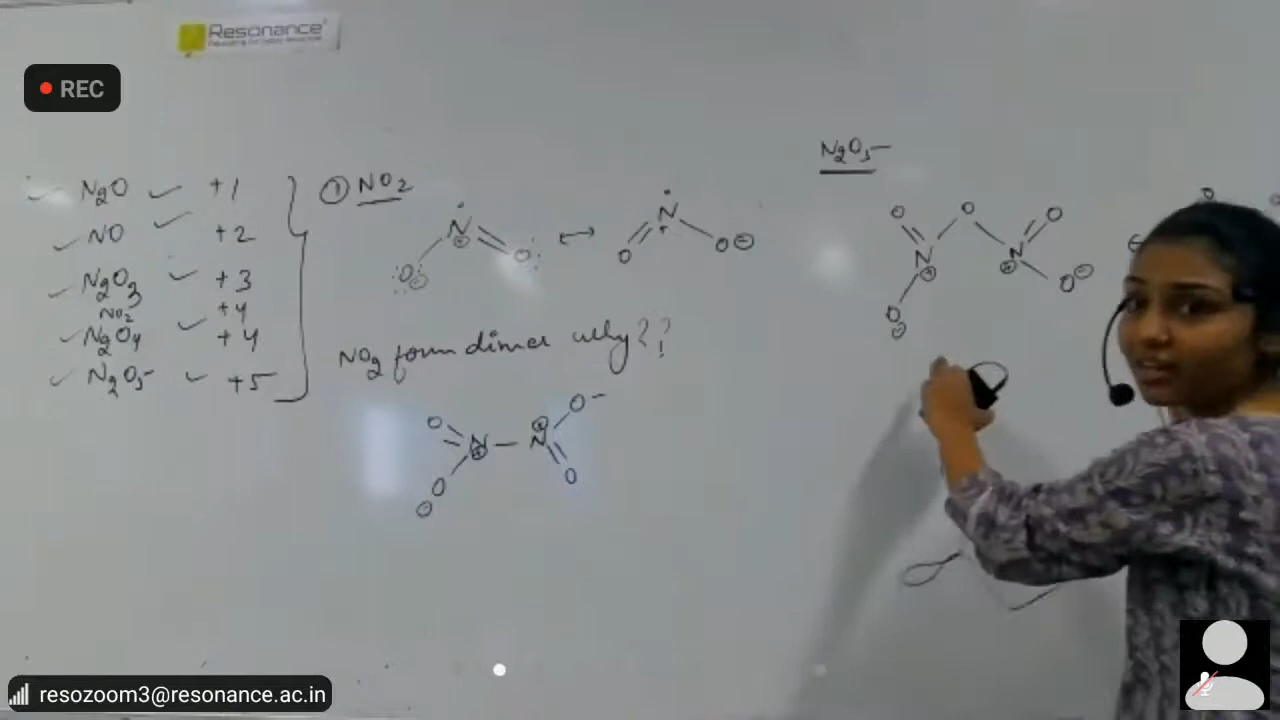 Resonance
REC
N2O +1
NO +2
N2O3 +3
NO2 +4
N2O4 +4
N2O5 +5
① NO2
N O O ↔ N O O
NO2 form dimer why??
O N — N O−
O O
N2O5
O O O
N N
O O
resozoom3@resonance.ac.in